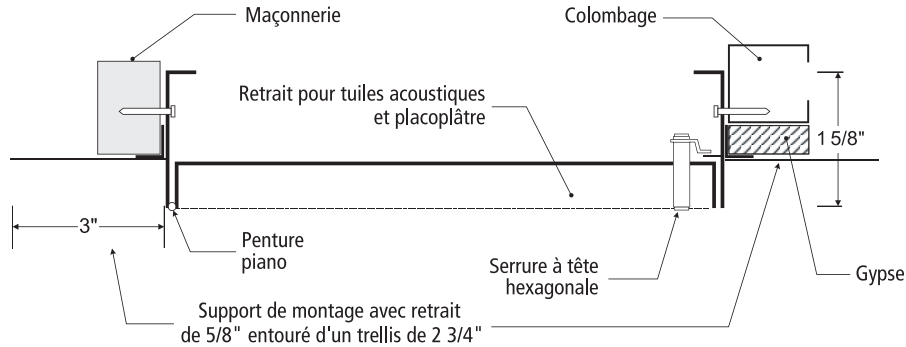 Maçonnerie
Colombage
Retrait pour tuiles acoustiques
et placoplâtre
1 5/8"
3"
Penture
piano
Serrure à tête
hexagonale
Gypse
Support de montage avec retrait
de 5/8" entouré d'un trellis de 2 3/4"